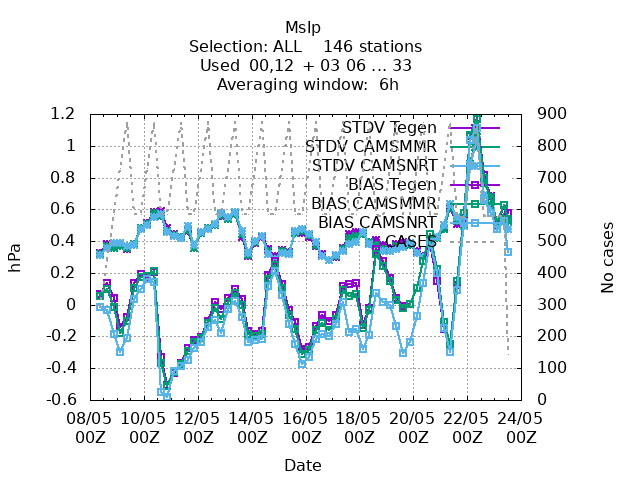 Mslp
Selection: ALL    146 stations
Used  00,12  + 03 06 ... 33
Averaging window:  6h
1.2
1
0.8
0.6
0.4
0.2
0
-0.2
-0.4
-0.6
hPa
900
800
700
600
500
400
300
200
100
0
No cases
STDV Tegen
STDV CAMSMMR
STDV CAMSNRT
BIAS Tegen
BIAS CAMSMMR
BIAS CAMSNRT
CASES
08/05 10/05 12/05 14/05 16/05 18/05 20/05 22/05 24/05
00Z 00Z 00Z 00Z 00Z 00Z 00Z 00Z 00Z
Date